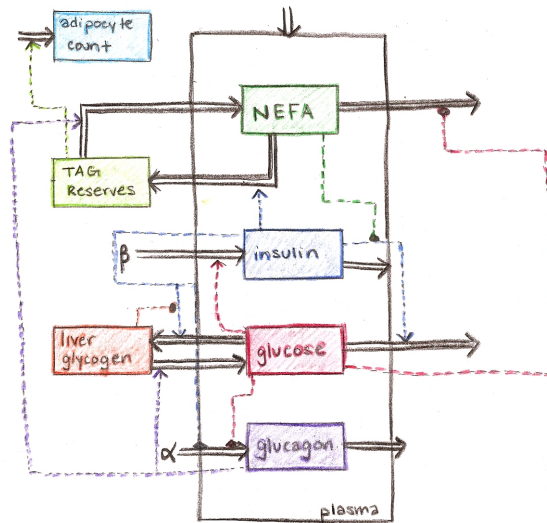 adipocyte
count
NEFA
TAG
Reserves
β
insulin
liver
glycogen
glucose
α
glucagon
plasma